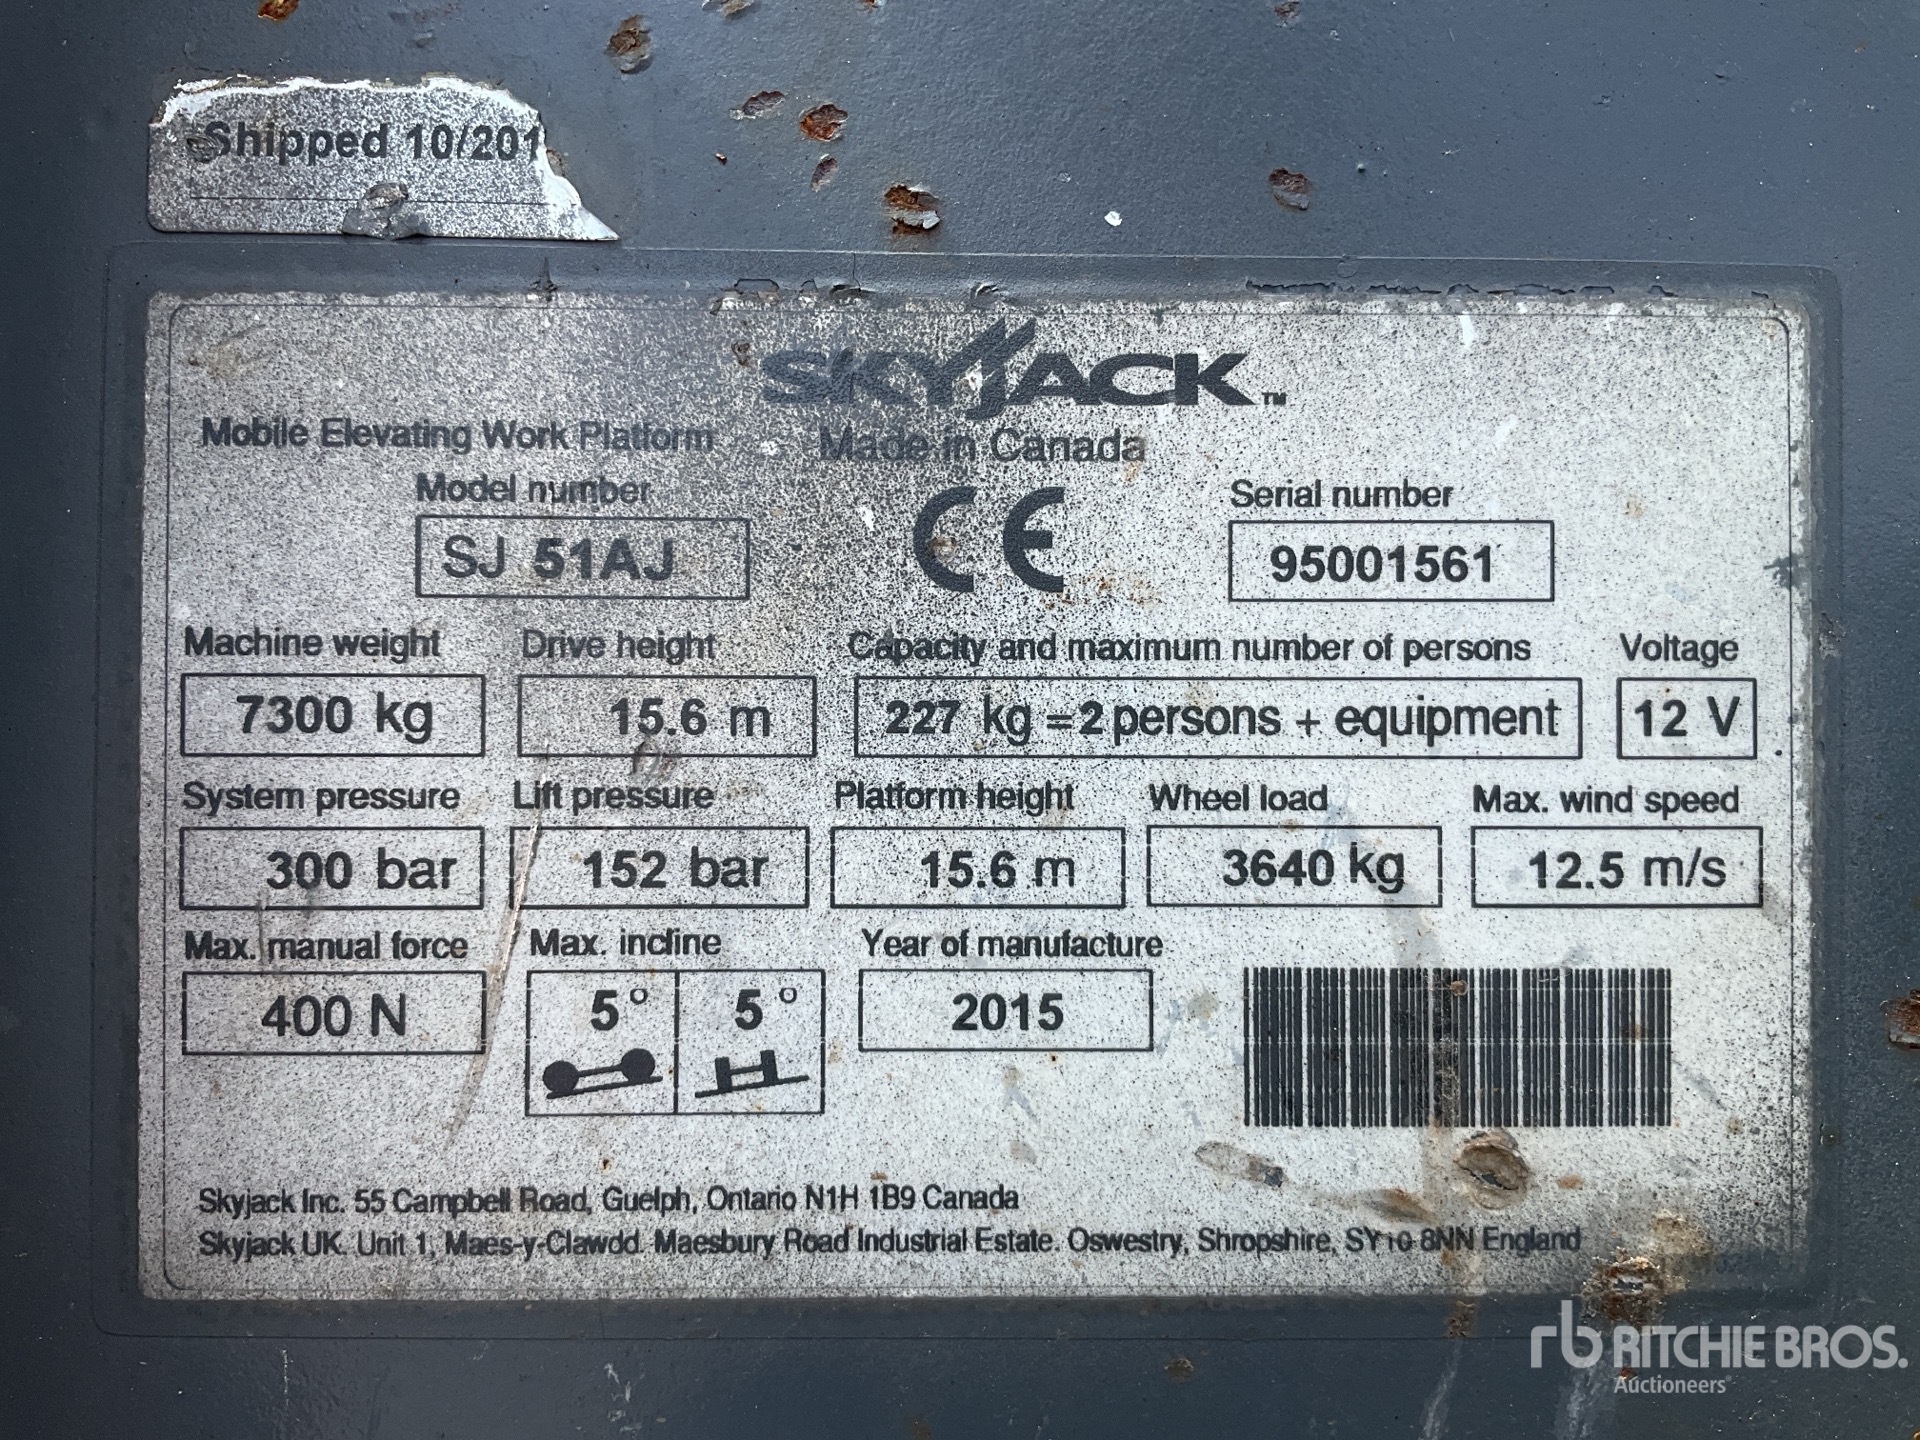 Shipped 10/201
SKYJACK™
Mobile Elevating Work Platform
Made in Canada
Model number
Serial number
SJ 51AJ
CE
95001561
Machine weight
Drive height
Capacity and maximum number of persons
Voltage
7300 kg
15.6 m
227 kg = 2 persons + equipment
12 V
System pressure
Lift pressure
Platform height
Wheel load
Max. wind speed
300 bar
152 bar
15.6 m
3640 kg
12.5 m/s
Max. manual force
Max. incline
Year of manufacture
400 N
5°
5°
2015
Skyjack Inc. 55 Campbell Road, Guelph, Ontario N1H 1B9 Canada
Skyjack UK. Unit 1, Maes-y-Clawdd. Maesbury Road Industrial Estate. Oswestry, Shropshire, SY10 8NN England
rb RITCHIE BROS.
Auctioneers